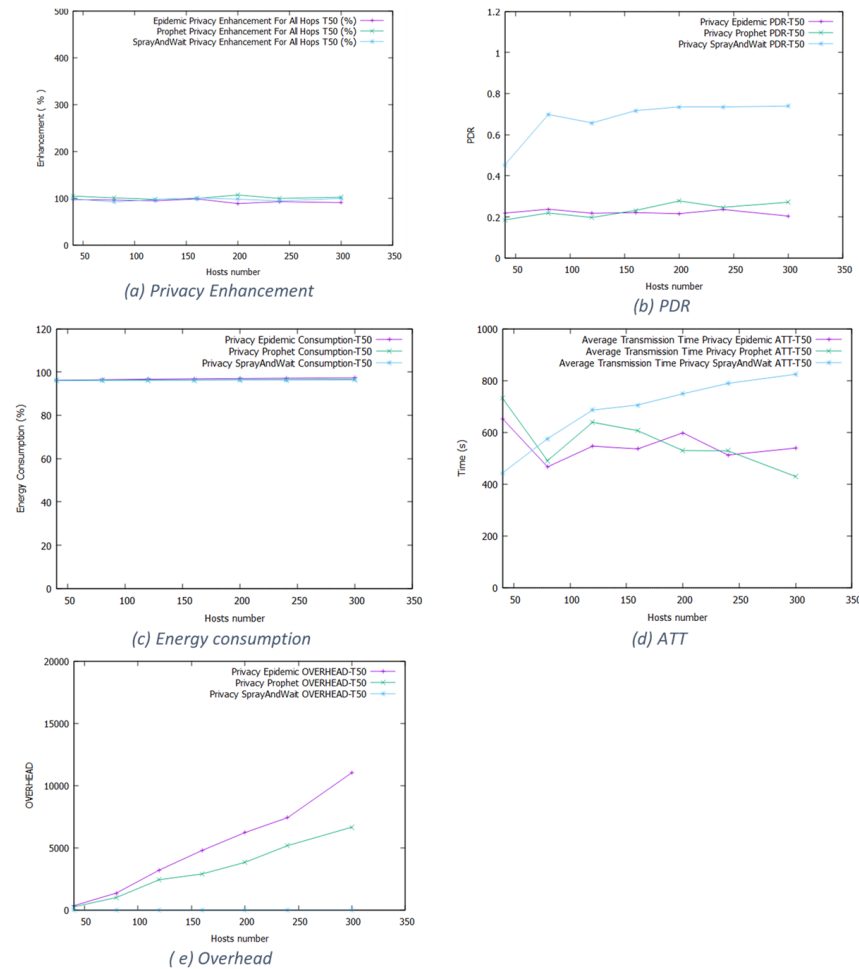 500
400
300
200
100
0
Enhancement ( % )
Epidemic Privacy Enhancement For All Hops T50 (%)
Prophet Privacy Enhancement For All Hops T50 (%)
SprayAndWait Privacy Enhancement For All Hops T50 (%)
50 100 150 200 250 300 350
Hosts number
(a) Privacy Enhancement
1.2
1
0.8
0.6
0.4
0.2
0
PDR
Privacy Epidemic PDR-T50
Privacy Prophet PDR-T50
Privacy SprayAndWait PDR-T50
50 100 150 200 250 300 350
Hosts number
(b) PDR
120
100
80
60
40
20
0
Energy Consumption (%)
Privacy Epidemic Consumption-T50
Privacy Prophet Consumption-T50
Privacy SprayAndWait Consumption-T50
50 100 150 200 250 300 350
Hosts number
(c) Energy consumption
1000
800
600
400
200
0
Time (s)
Average Transmission Time Privacy Epidemic ATT-T50
Average Transmission Time Privacy Prophet ATT-T50
Average Transmission Time Privacy SprayAndWait ATT-T50
50 100 150 200 250 300 350
Hosts number
(d) ATT
20000
15000
10000
5000
0
OVERHEAD
Privacy Epidemic OVERHEAD-T50
Privacy Prophet OVERHEAD-T50
Privacy SprayAndWait OVERHEAD-T50
50 100 150 200 250 300 350
Hosts number
( e) Overhead